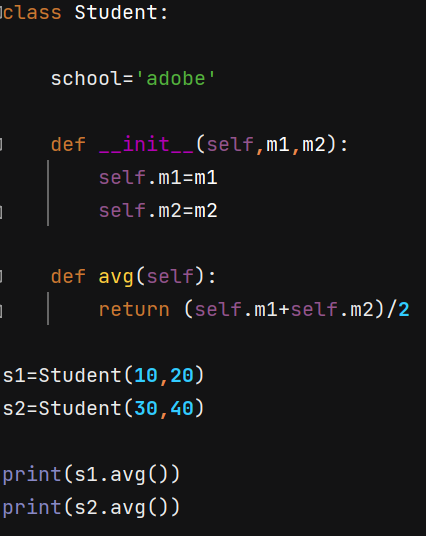 class Student:
    school='adobe'
    def __init__(self,m1,m2):
        self.m1=m1
        self.m2=m2
    def avg(self):
        return (self.m1+self.m2)/2
s1=Student(10,20)
s2=Student(30,40)
print(s1.avg())
print(s2.avg())